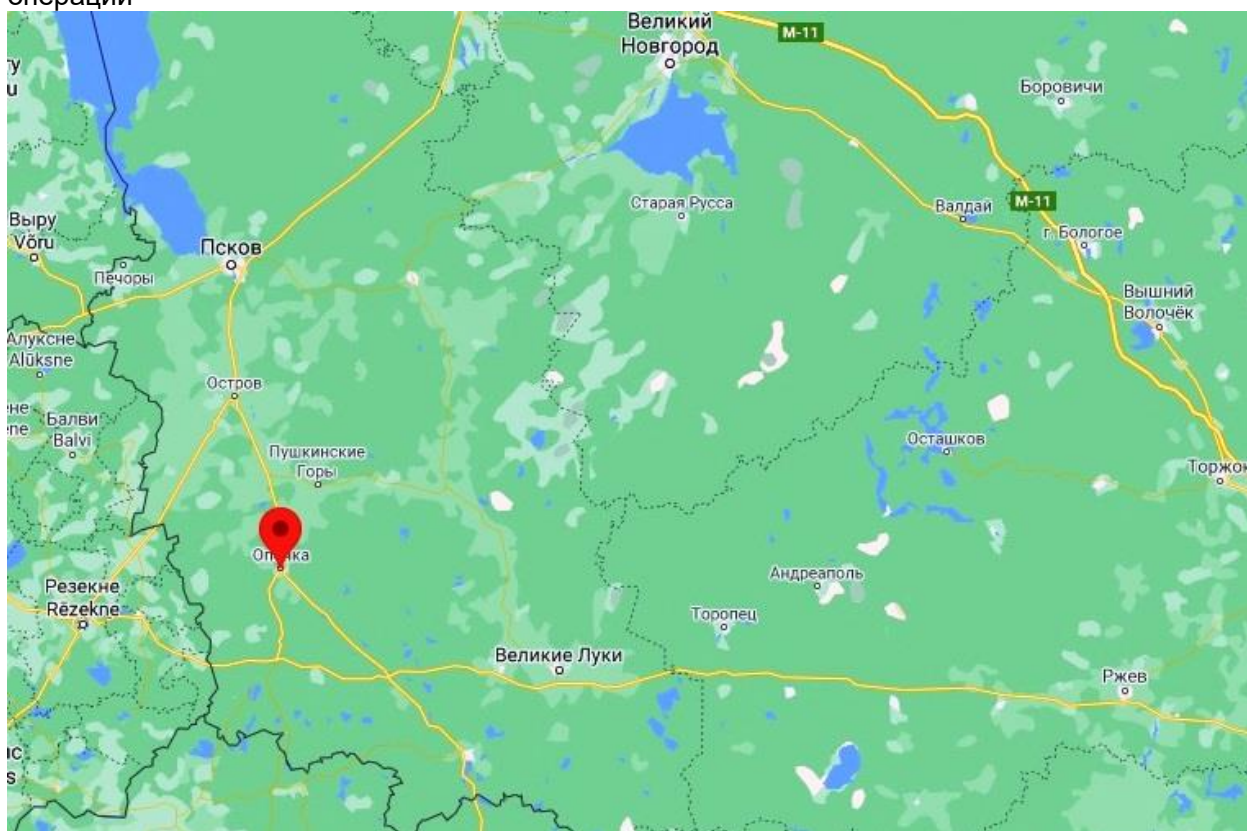 операции
Великий
Новгород
М-11
Боровичи
Выру
Võru
Псков
Печоры
Старая Русса
Валдай
М-11
г. Бологое
Вышний
Волочёк
Алуксне
Alūksne
Остров
Балви
Balvi
Пушкинские
Горы
Осташков
Торжок
Резекне
Rēzekne
Андреаполь
Торопец
Великие Луки
Ржев